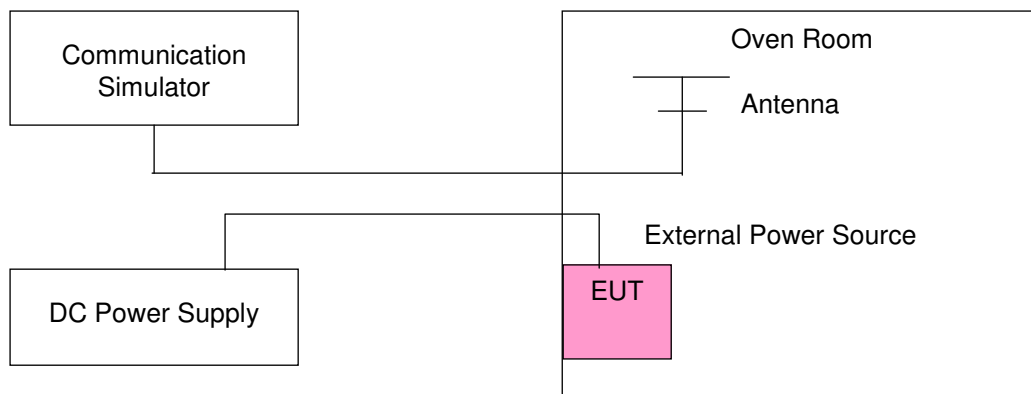 Communication
Simulator
Oven Room
Antenna
External Power Source
DC Power Supply
EUT